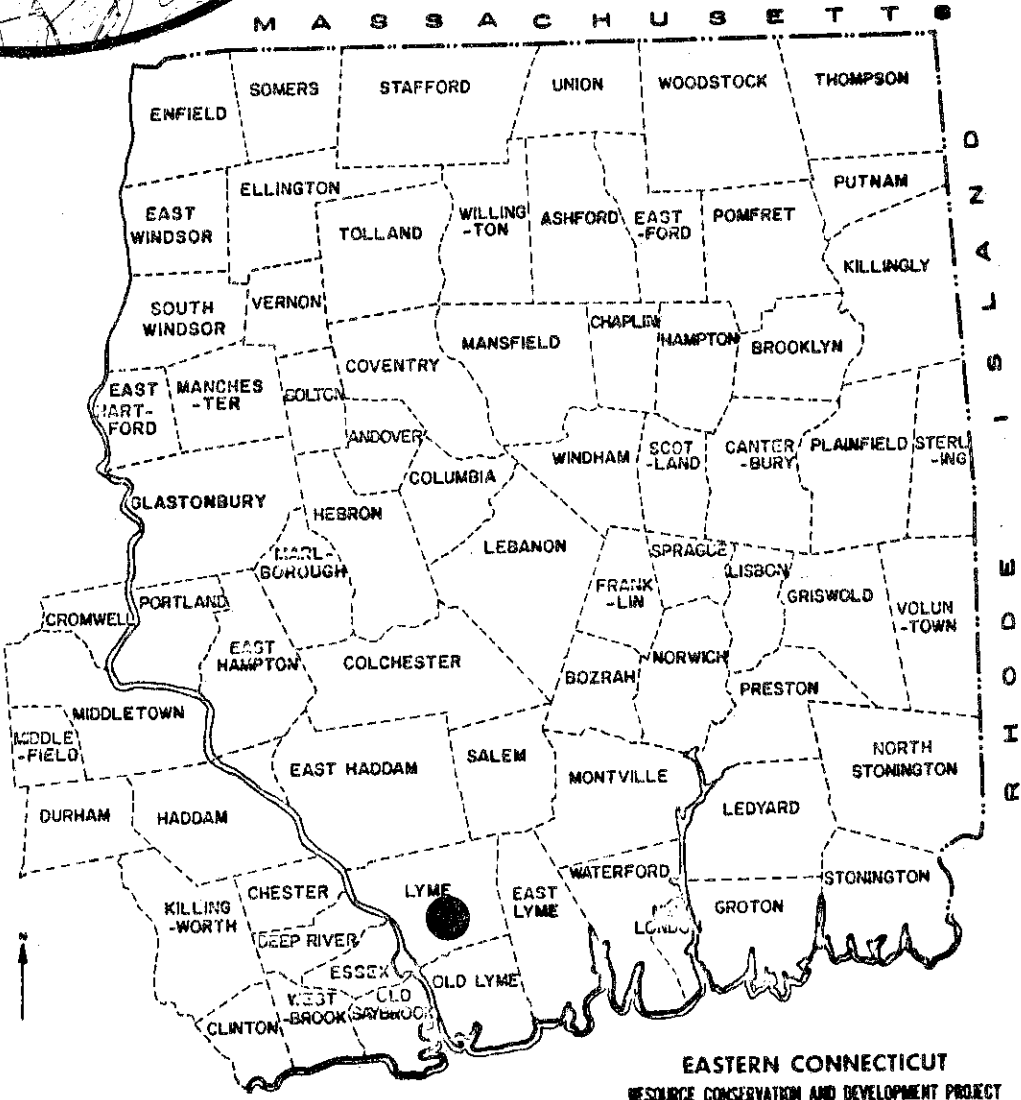 MASSACHUSETTS
ENFIELD
SOMERS
STAFFORD
UNION
WOODSTOCK
THOMPSON
PUTNAM
EAST
WINDSOR
ELLINGTON
TOLLAND
WILLING
-TON
ASHFORD
EAST
-FORD
POMFRET
KILLINGLY
SOUTH
WINDSOR
VERNON
COVENTRY
MANSFIELD
CHAPLIN
HAMPTON
BROOKLYN
EAST
HART-
FORD
MANCHES
-TER
BOLTON
ANDOVER
COLUMBIA
WINDHAM
SCOT
-LAND
CANTER
-BURY
PLAINFIELD
STERL
-ING
GLASTONBURY
HEBRON
MARL-
BOROUGH
LEBANON
FRANK
-LIN
SPRAGUE
LISBON
GRISWOLD
VOLUN
-TOWN
RHODE ISLAND
CROMWELL
PORTLAND
EAST
HAMPTON
COLCHESTER
BOZRAH
NORWICH
PRESTON
MIDDLETOWN
MIDDLE
-FIELD
EAST HADDAM
SALEM
MONTVILLE
NORTH
STONINGTON
DURHAM
HADDAM
LEDYARD
KILLING
-WORTH
CHESTER
LYME
EAST
LYME
WATERFORD
GROTON
STONINGTON
DEEP RIVER
ESSEX
OLD LYME
CLINTON
WEST
-BROOK
OLD
SAYBROOK
N
EASTERN CONNECTICUT
RESOURCE CONSERVATION AND DEVELOPMENT PROJECT